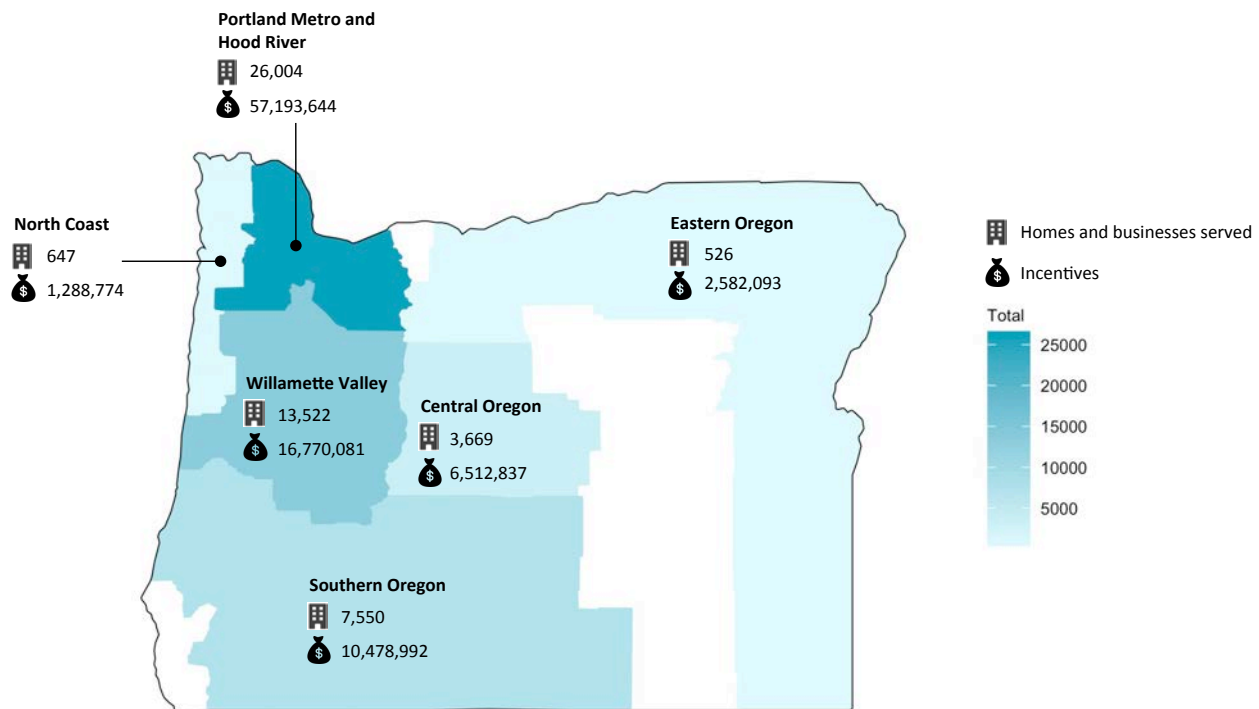 Portland Metro and
Hood River
26,004
$ 57,193,644
North Coast
647
$ 1,288,774
Eastern Oregon
526
$ 2,582,093
Willamette Valley
13,522
$ 16,770,081
Central Oregon
3,669
$ 6,512,837
Southern Oregon
7,550
$ 10,478,992
Homes and businesses served
$ Incentives
Total
25000
20000
15000
10000
5000